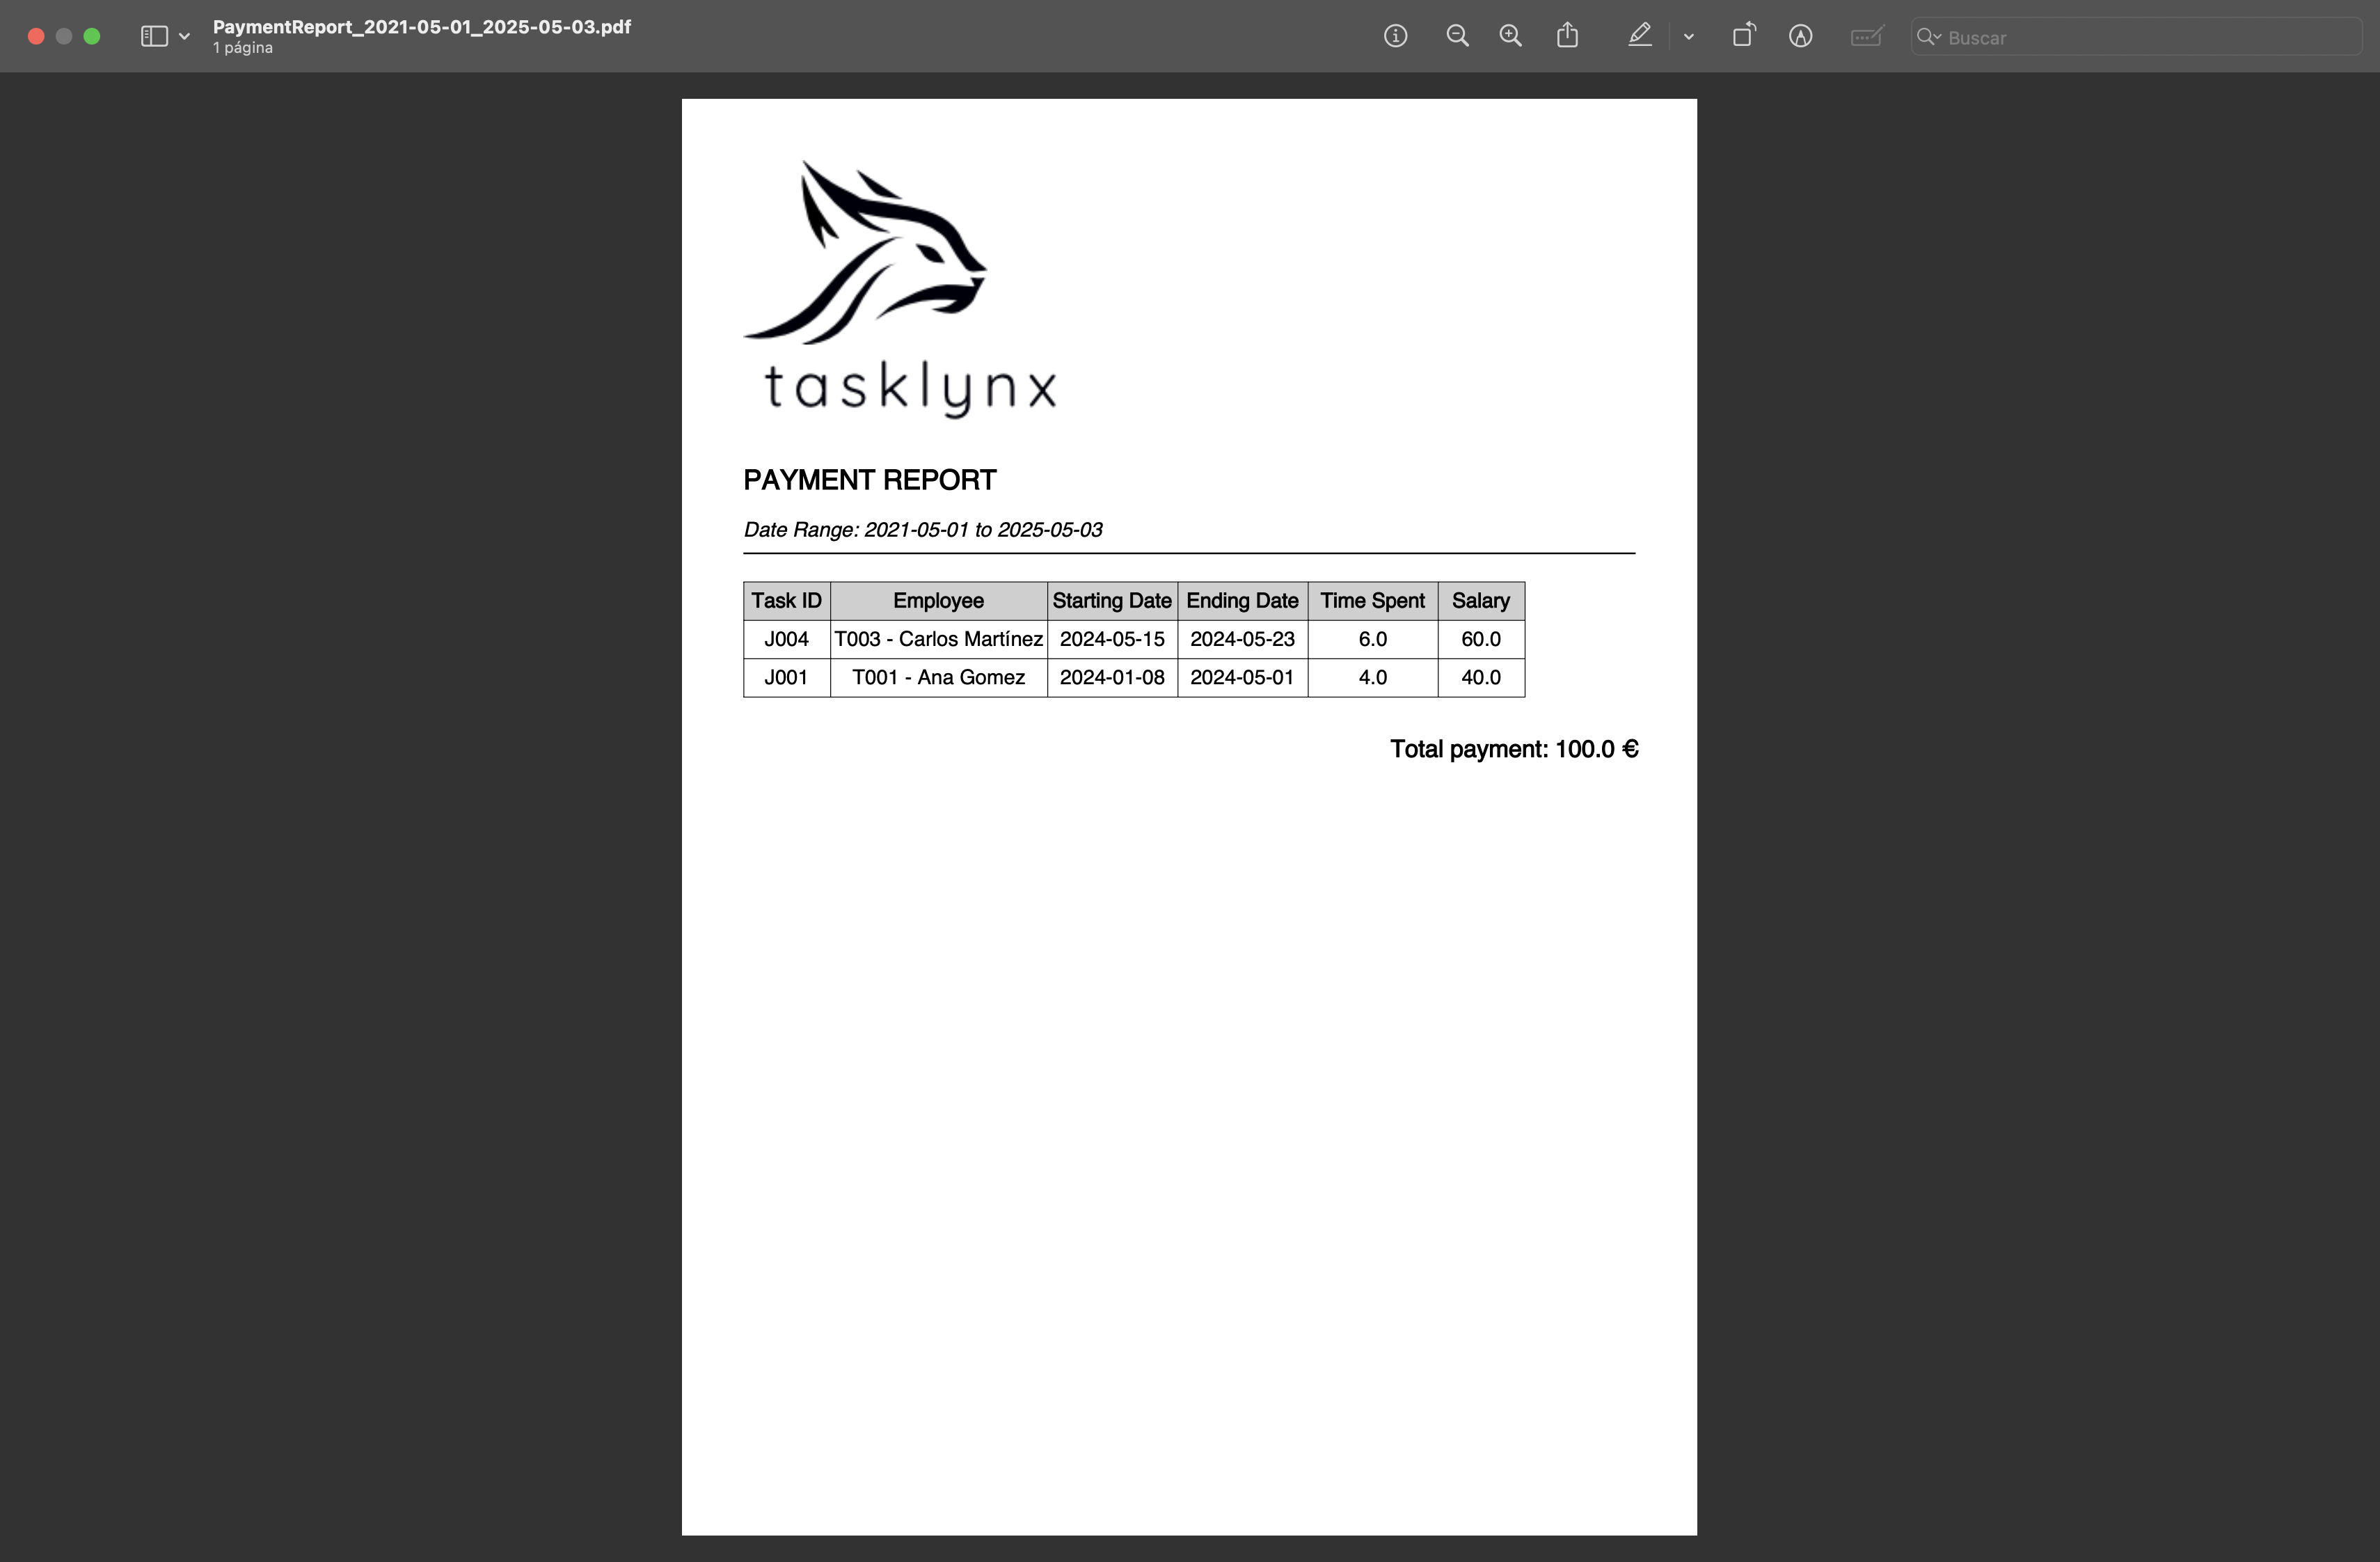 PaymentReport_2021-05-01_2025-05-03.pdf
1 página
Buscar
tasklynx
PAYMENT REPORT
Date Range: 2021-05-01 to 2025-05-03
Task ID Employee Starting Date Ending Date Time Spent Salary
J004 T003 - Carlos Martínez 2024-05-15 2024-05-23 6.0 60.0
J001 T001 - Ana Gomez 2024-01-08 2024-05-01 4.0 40.0
Total payment: 100.0 €